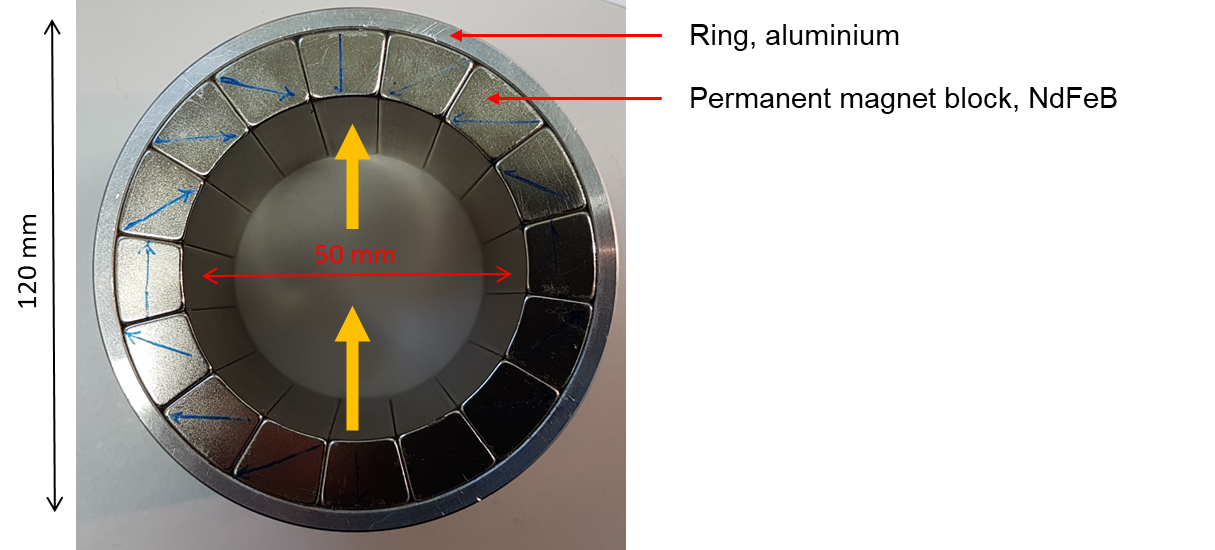 Ring, aluminium
Permanent magnet block, NdFeB
50 mm
120 mm